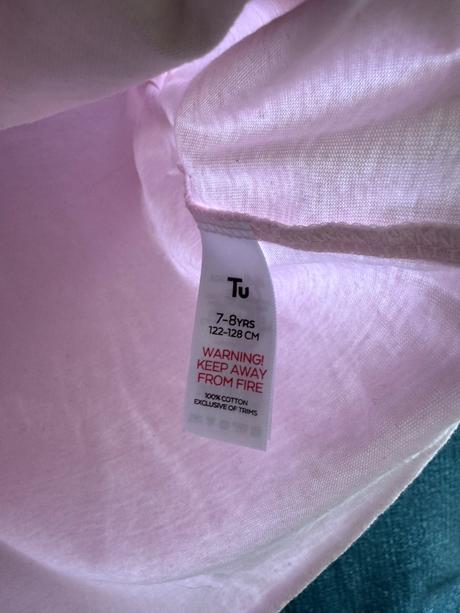 Tu
7-8YRS
122-128 CM
WARNING!
KEEP AWAY
FROM FIRE
100% COTTON
EXCLUSIVE OF TRIMS